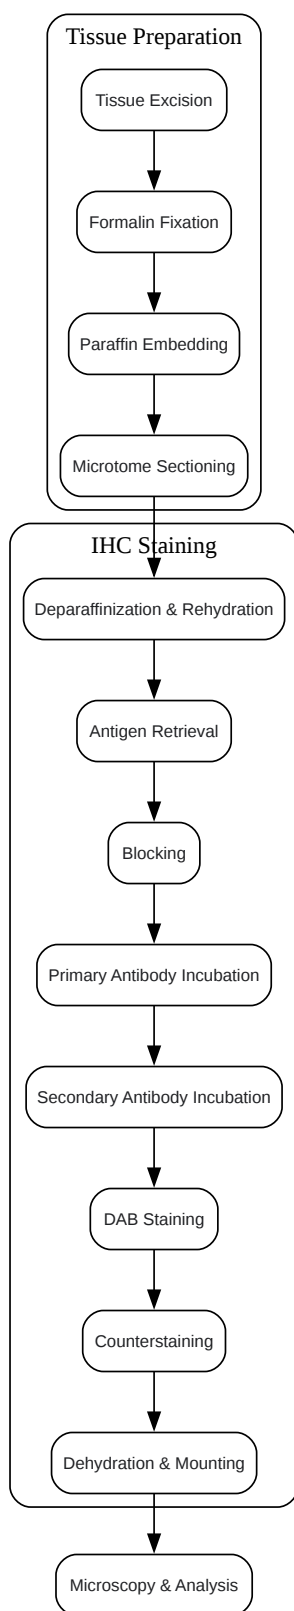 Tissue Preparation
Tissue Excision
Formalin Fixation
Paraffin Embedding
Microtome Sectioning
IHC Staining
Deparaffinization & Rehydration
Antigen Retrieval
Blocking
Primary Antibody Incubation
Secondary Antibody Incubation
DAB Staining
Counterstaining
Dehydration & Mounting
Microscopy & Analysis